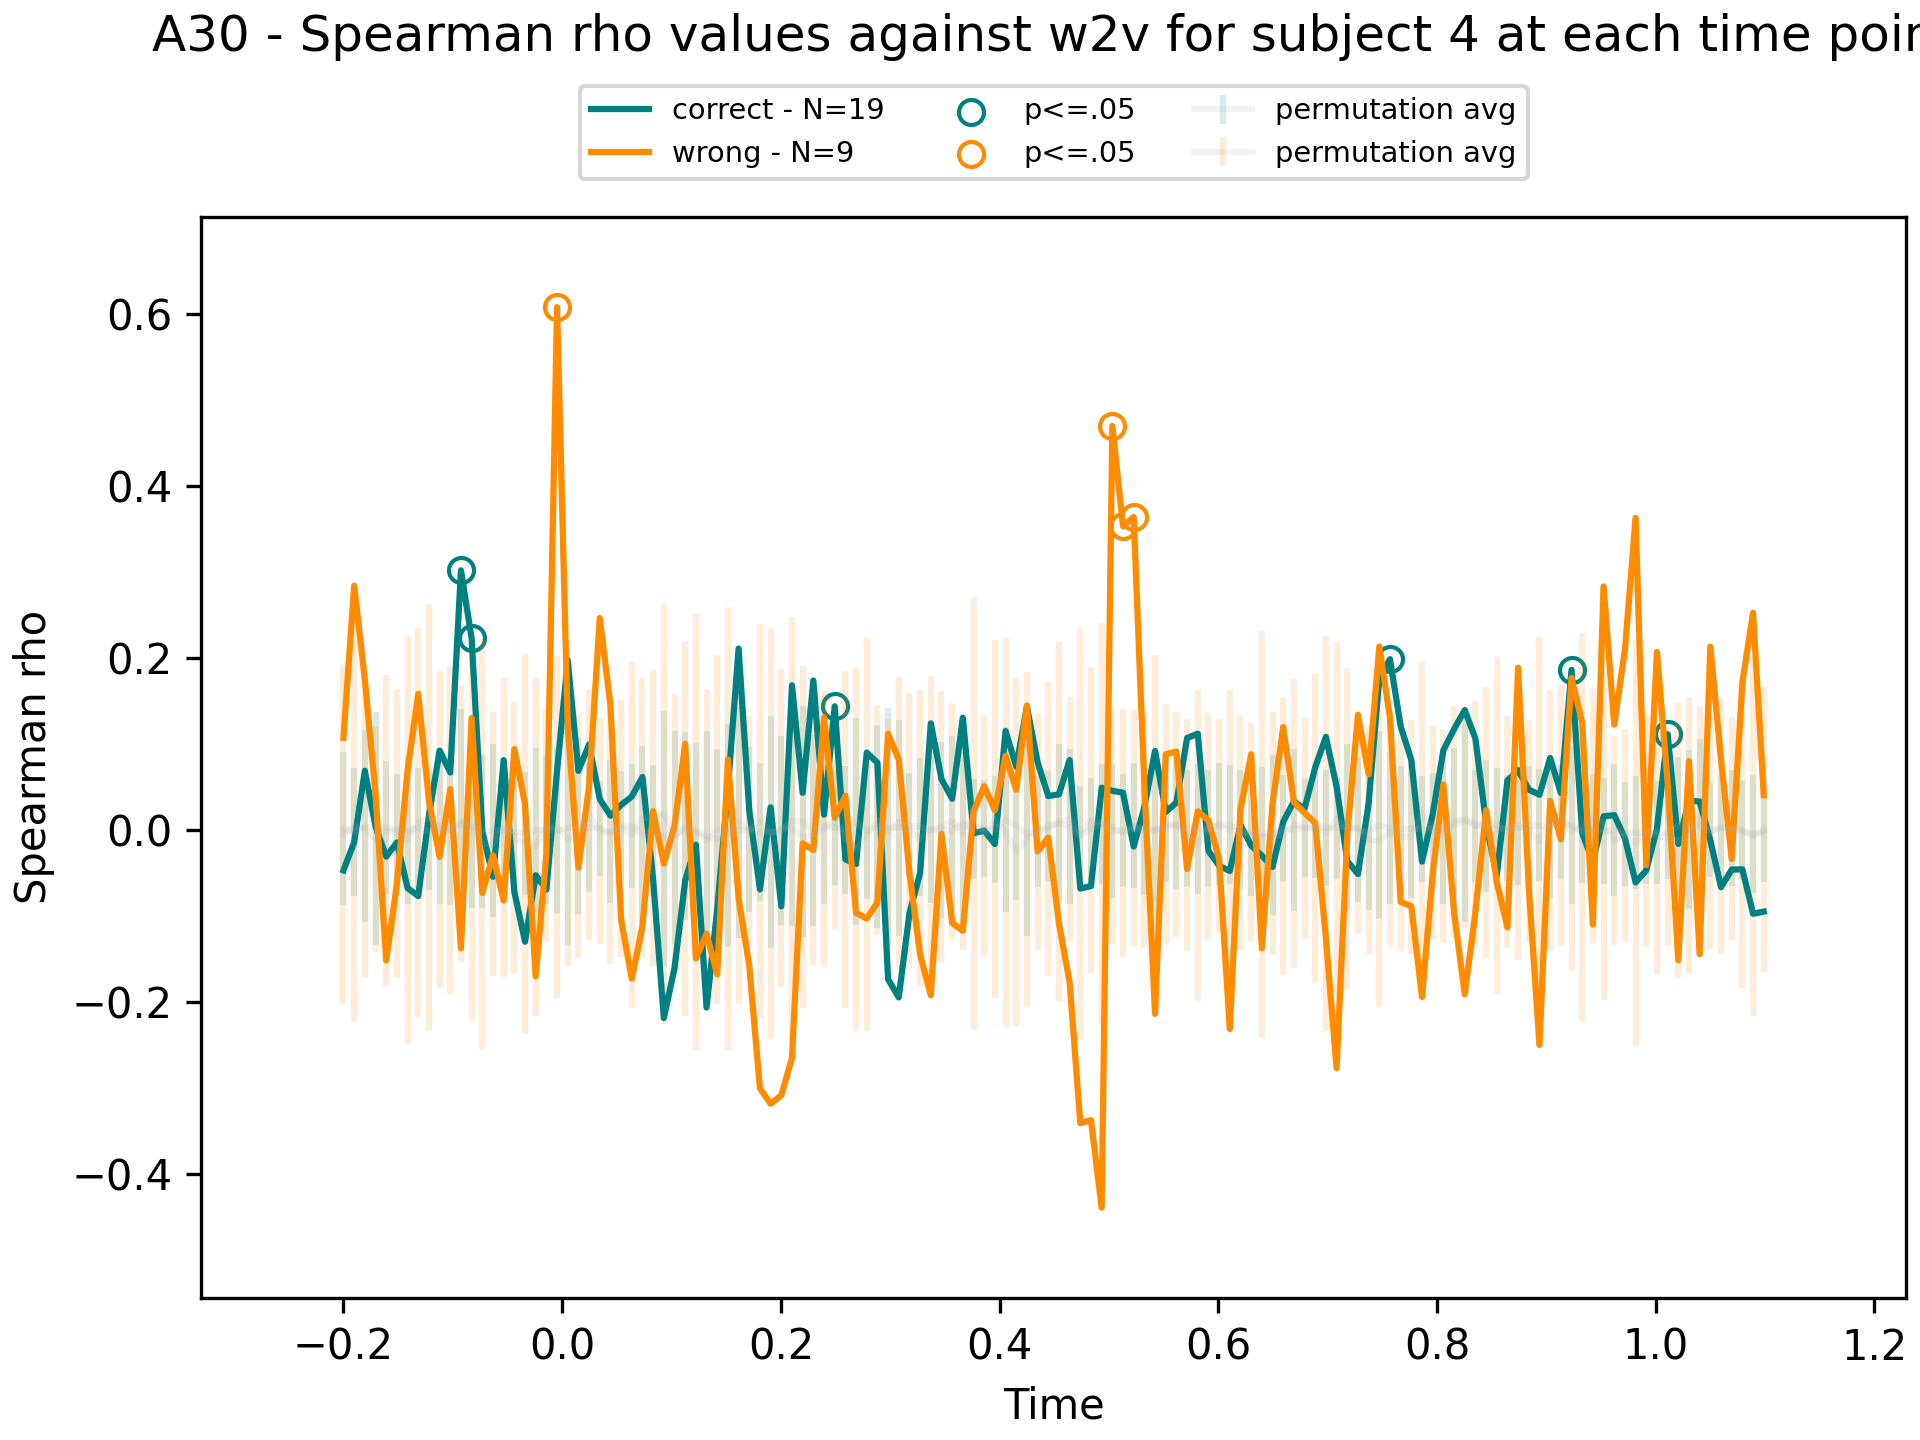 A30 - Spearman rho values against w2v for subject 4 at each time poi
correct - N=19
wrong - N=9
p<=.05
p<=.05
permutation avg
permutation avg
Spearman rho
0.6
0.4
0.2
0.0
−0.2
−0.4
−0.2 0.0 0.2 0.4 0.6 0.8 1.0 1.2
Time